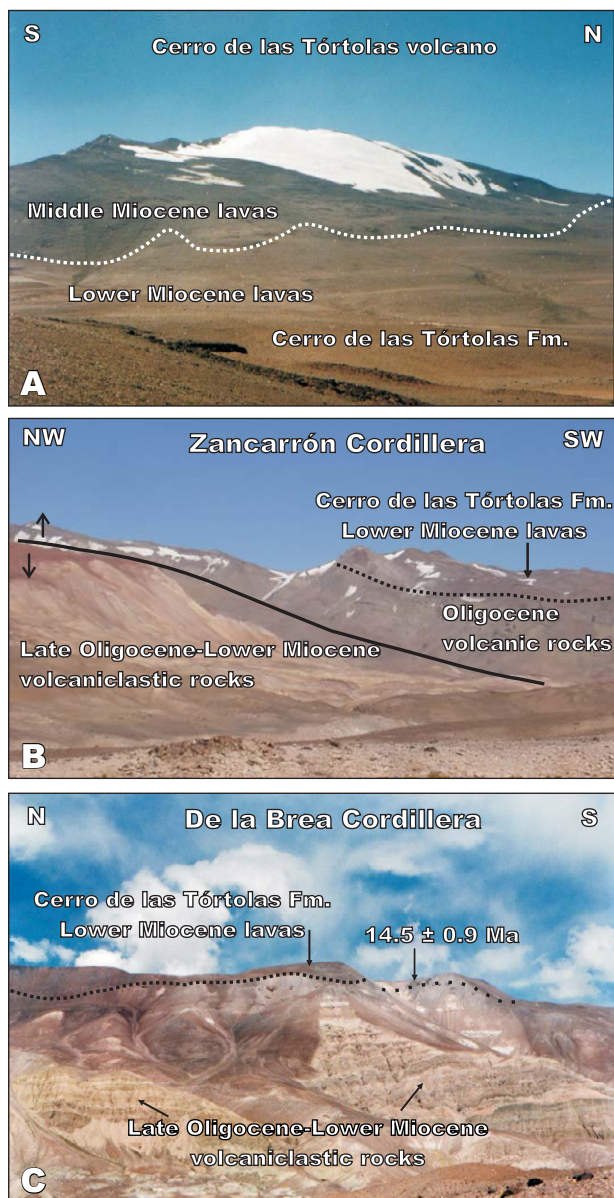 S
N
Cerro de las Tórtolas volcano
Middle Miocene lavas
Lower Miocene lavas
Cerro de las Tórtolas Fm.
A
NW
Zancarrón Cordillera
SW
Cerro de las Tórtolas Fm.
Lower Miocene lavas
Oligocene
volcanic rocks
Late Oligocene-Lower Miocene
volcaniclastic rocks
B
N
De la Brea Cordillera
S
Cerro de las Tórtolas Fm.
Lower Miocene lavas
14.5 ± 0.9 Ma
Late Oligocene-Lower Miocene
volcaniclastic rocks
C